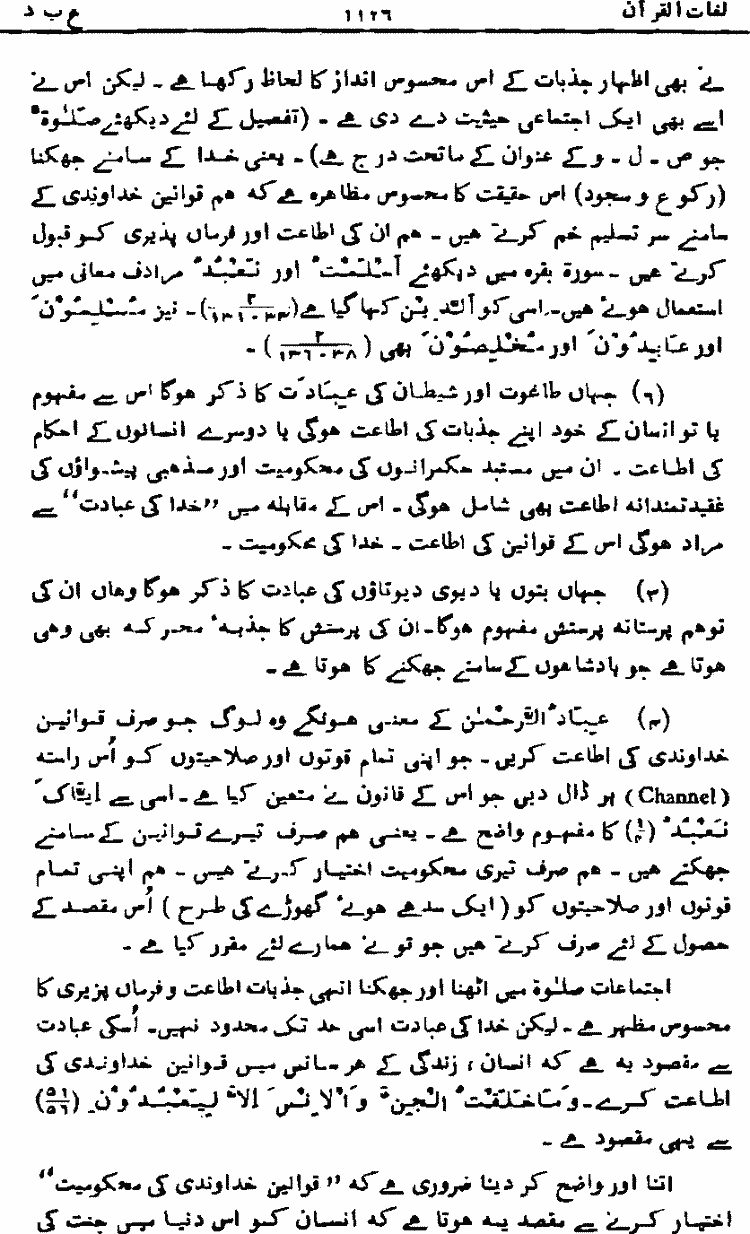 لغات القرآن ۱۱۲۶ ع ب د
نے بھی اظہار جذبات کے اس محسوس انداز کا لحاظ رکھا ہے ۔ لیکن اس نے
اسے بھی ایک اجتماعی حیثیت دے دی ہے ۔ (تفصیل کے لئے دیکھئے صَلٰوۃٌ
جو ص ۔ ل ۔ و کے عنوان کے ماتحت درج ہے) ۔ یعنی خدا کے سامنے جھکنا
(رکوع و سجود) اس حقیقت کا محسوس مظاہرہ ہے کہ ہم قوانین خداوندی کے
سامنے سر تسلیم خم کرتے ہیں ۔ ہم ان کی اطاعت اور فرماں پذیری کو قبول
کرتے ہیں ۔ سورۃ بقرہ میں دیکھئے أَسْلَمْتُ اور نَعْبُدُ مرادف معانی میں
استعمال ہوئے ہیں۔ اسی کو اَلدِّیْنَ کہا گیا ہے (۲/۱۳۱-۱۳۳) ۔ نیز مُسْلِمُوْنَ
اور عَابِدُوْنَ اور مُخْلِصُوْنَ بھی (۲/۱۳۶-۱۳۸) ۔
(۲) جہاں طاغوت اور شیطان کی عِبَادَت کا ذکر ہوگا اس سے مفہوم
یا تو انسان کے خود اپنے جذبات کی اطاعت ہوگی یا دوسرے انسانوں کے احکام
کی اطاعت ۔ ان میں مستبد حکمرانوں کی محکومیت اور مذہبی پیشواؤں کی
عقیدتمندانہ اطاعت بھی شامل ہوگی ۔ اس کے مقابلہ میں ”خدا کی عبادت“ سے
مراد ہوگی اس کے قوانین کی اطاعت ۔ خدا کی محکومیت ۔
(۳) جہاں بتوں یا دیوی دیوتاؤں کی عبادت کا ذکر ہوگا وہاں ان کی
توہم پرستانہ پرستش مفہوم ہوگا۔ ان کی پرستش کا جذبۂ محرکہ بھی وہی
ہوتا ہے جو بادشاہوں کے سامنے جھکنے کا ہوتا ہے ۔
(۴) عِبَادُ الرَّحْمٰن کے معنی ہونگے وہ لوگ جو صرف قوانین
خداوندی کی اطاعت کریں ۔ جو اپنی تمام قوتوں اور صلاحیتوں کو اُس راستہ
(Channel) پر ڈال دیں جو اس کے قانون نے متعین کیا ہے ۔ اسی سے اِیَّاکَ
نَعْبُدُ (۱/۴) کا مفہوم واضح ہے ۔ یعنی ہم صرف تیرے قوانین کے سامنے
جھکتے ہیں ۔ ہم صرف تیری محکومیت اختیار کرتے ہیں ۔ ہم اپنی تمام
قوتوں اور صلاحیتوں کو (ایک سدھے ہوئے گھوڑے کی طرح) اُس مقصد کے
حصول کے لئے صرف کرتے ہیں جو تو نے ہمارے لئے مقرر کیا ہے ۔
اجتماعات صلوٰۃ میں اٹھنا اور جھکنا انہی جذبات اطاعت و فرماں پزیری کا
محسوس مظہر ہے ۔ لیکن خدا کی عبادت اسی حد تک محدود نہیں۔ اُسکی عبادت
سے مقصود یہ ہے کہ انسان ، زندگی کے ہر سانس میں قوانین خداوندی کی
اطاعت کرے ۔ وَمَا خَلَقْتُ الْجِنَّ وَالْاِنْسَ اِلاَّ لِیَعْبُدُوْنِ (۵۱/۵۶)
سے یہی مقصود ہے ۔
اتنا اور واضح کر دینا ضروری ہے کہ ”قوانین خداوندی کی محکومیت“
اختیار کرنے سے مقصد یہ ہوتا ہے کہ انسان کو اس دنیا میں جنت کی